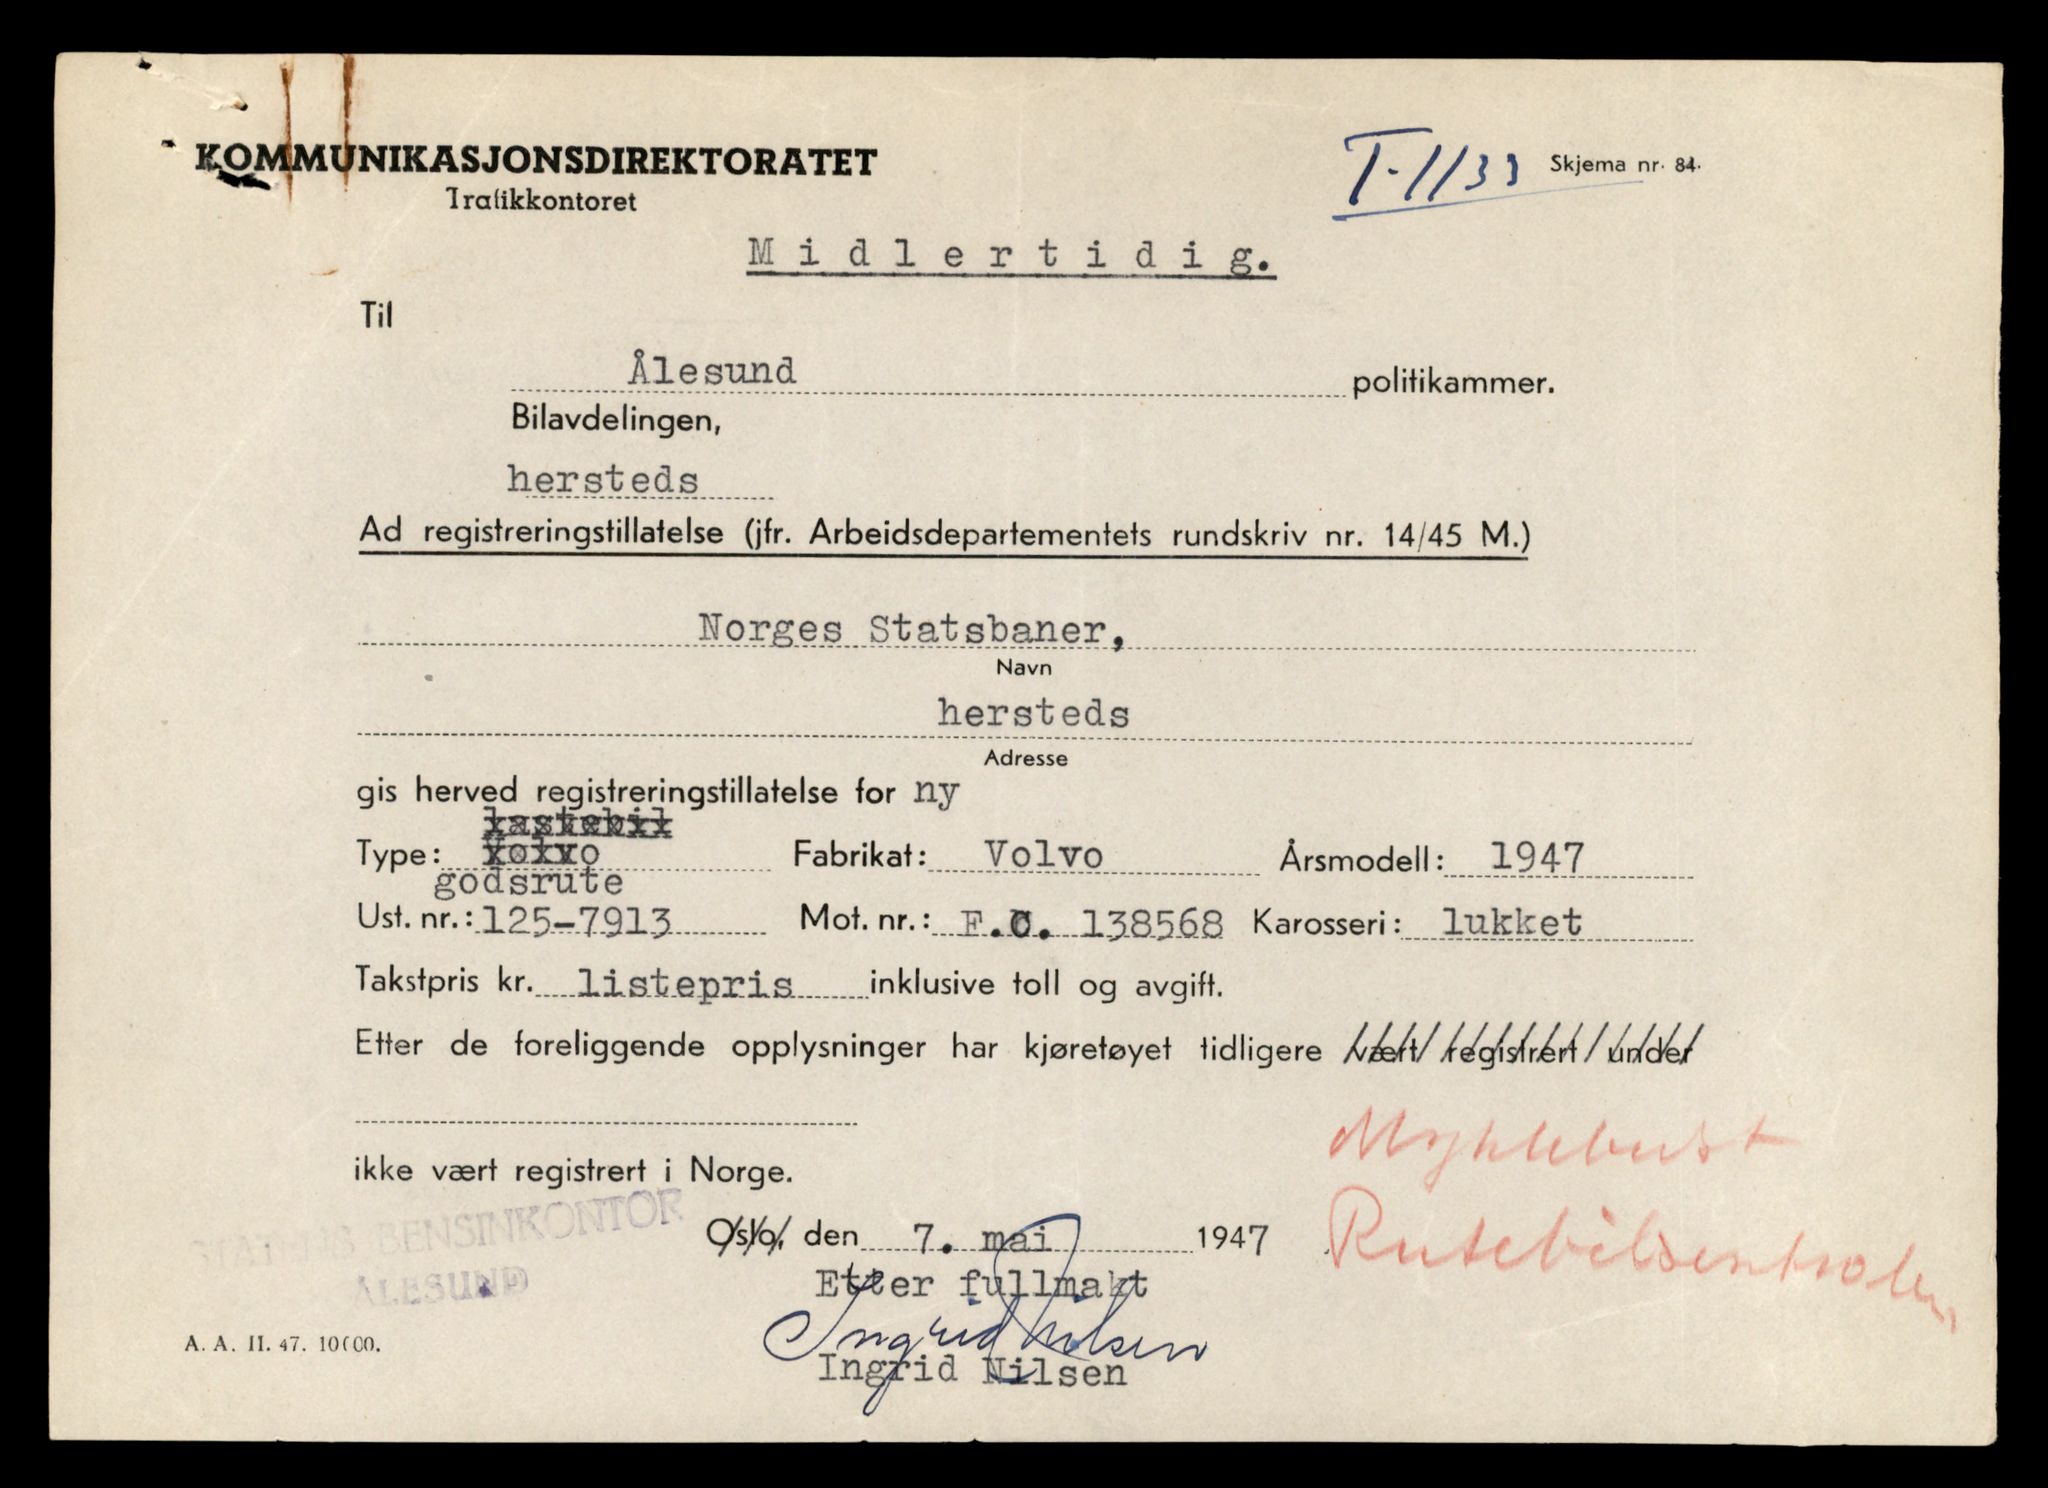 KOMMUNIKASJONSDIREKTORATET
Trafikkontoret
T-1133
Skjema nr. 84.
Midlertidig.
Til
Ålesund politikammer.
Bilavdelingen,
hersteds
Ad registreringstillatelse (jfr. Arbeidsdepartementets rundskriv nr. 14/45 M.)
Norges Statsbaner,
Navn
hersteds
Adresse
gis herved registreringstillatelse for ny
lastebil
Type: Volvo Fabrikat: Volvo Årsmodell: 1947
godsrute
Ust. nr.: 125-7913 Mot. nr.: F.C. 138568 Karosseri: lukket
Takstpris kr. listepris inklusive toll og avgift.
Etter de foreliggende opplysninger har kjøretøyet tidligere vært registrert under
ikke vært registrert i Norge.
Myklebust
Rutebilsentralen
STATENS BENSINKONTOR
ÅLESUND
Oslo, den 7. mai 1947
Etter fullmakt
Ingrid Nilsen
Ingrid Nilsen
A. A. II. 47. 10000.